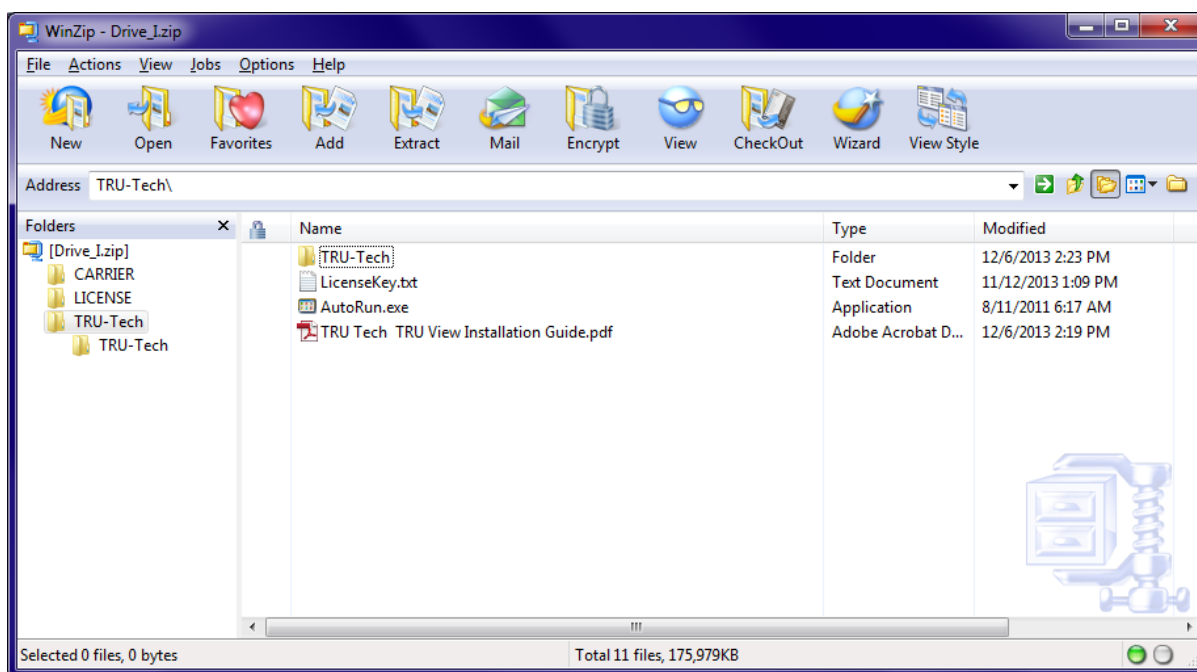 WinZip - Drive_I.zip
File Actions View Jobs Options Help
New Open Favorites Add Extract Mail Encrypt View CheckOut Wizard View Style
Address TRU-Tech\
Folders Name Type Modified
[Drive_I.zip]
CARRIER
LICENSE
TRU-Tech
TRU-Tech
TRU-Tech Folder 12/6/2013 2:23 PM
LicenseKey.txt Text Document 11/12/2013 1:09 PM
AutoRun.exe Application 8/11/2011 6:17 AM
TRU Tech  TRU View Installation Guide.pdf Adobe Acrobat D... 12/6/2013 2:19 PM
Selected 0 files, 0 bytes Total 11 files, 175,979KB